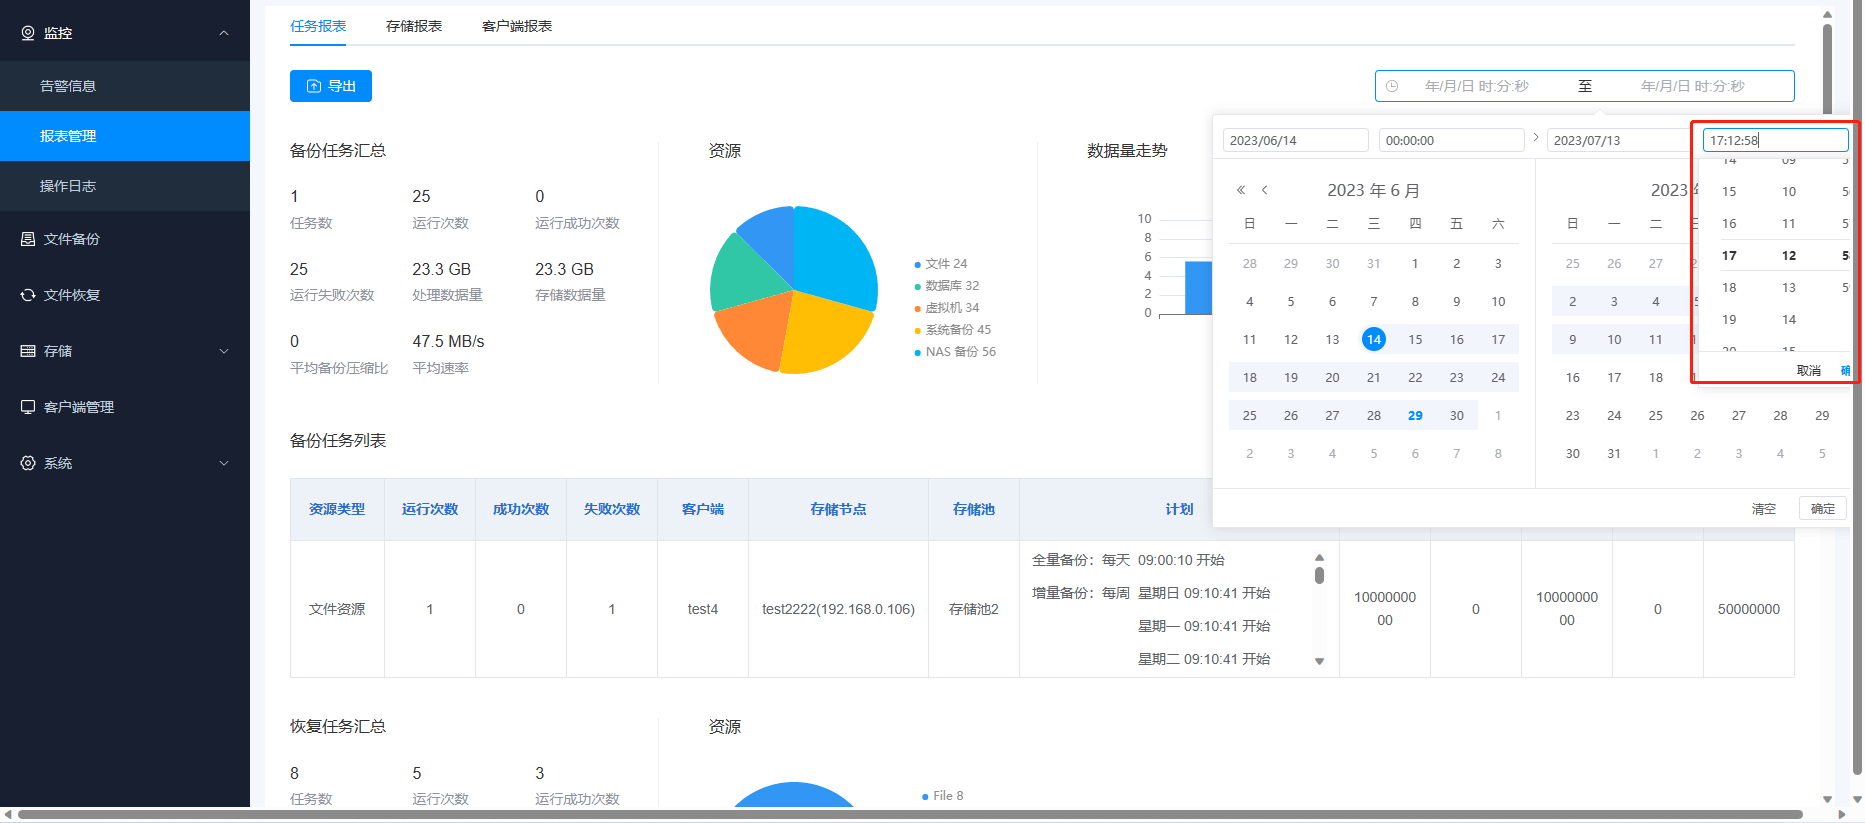 监控
告警信息
报表管理
操作日志
文件备份
文件恢复
存储
客户端管理
系统
任务报表 存储报表 客户端报表
导出
年/月/日 时:分:秒 至 年/月/日 时:分:秒
备份任务汇总
1 25 0
任务数 运行次数 运行成功次数
25 23.3 GB 23.3 GB
运行失败次数 处理数据量 存储数据量
0 47.5 MB/s
平均备份压缩比 平均速率
资源
文件 24
数据库 32
虚拟机 34
系统备份 45
NAS 备份 56
数据量走势
10
8
6
4
2
0
2023/06/14 00:00:00 > 2023/07/13 17:12:58
« < 2023 年 6 月
日 一 二 三 四 五 六
28 29 30 31 1 2 3
4 5 6 7 8 9 10
11 12 13 14 15 16 17
18 19 20 21 22 23 24
25 26 27 28 29 30 1
2 3 4 5 6 7 8
2023
日 一 二
25 26 27
2 3 4
9 10 11
16 17 18
23 24 25 26 27 28 29
30 31 1 2 3 4 5
14 09
15 10
16 11
17 12
18 13
19 14
20 15
取消 确
清空 确定
备份任务列表
资源类型 运行次数 成功次数 失败次数 客户端 存储节点 存储池 计划
文件资源 1 0 1 test4 test2222(192.168.0.106) 存储池2
全量备份: 每天 09:00:10 开始
增量备份: 每周 星期日 09:10:41 开始
星期一 09:10:41 开始
星期二 09:10:41 开始
10000000
00
0
10000000
00
0
50000000
恢复任务汇总
8 5 3
任务数 运行次数 运行成功次数
资源
File 8